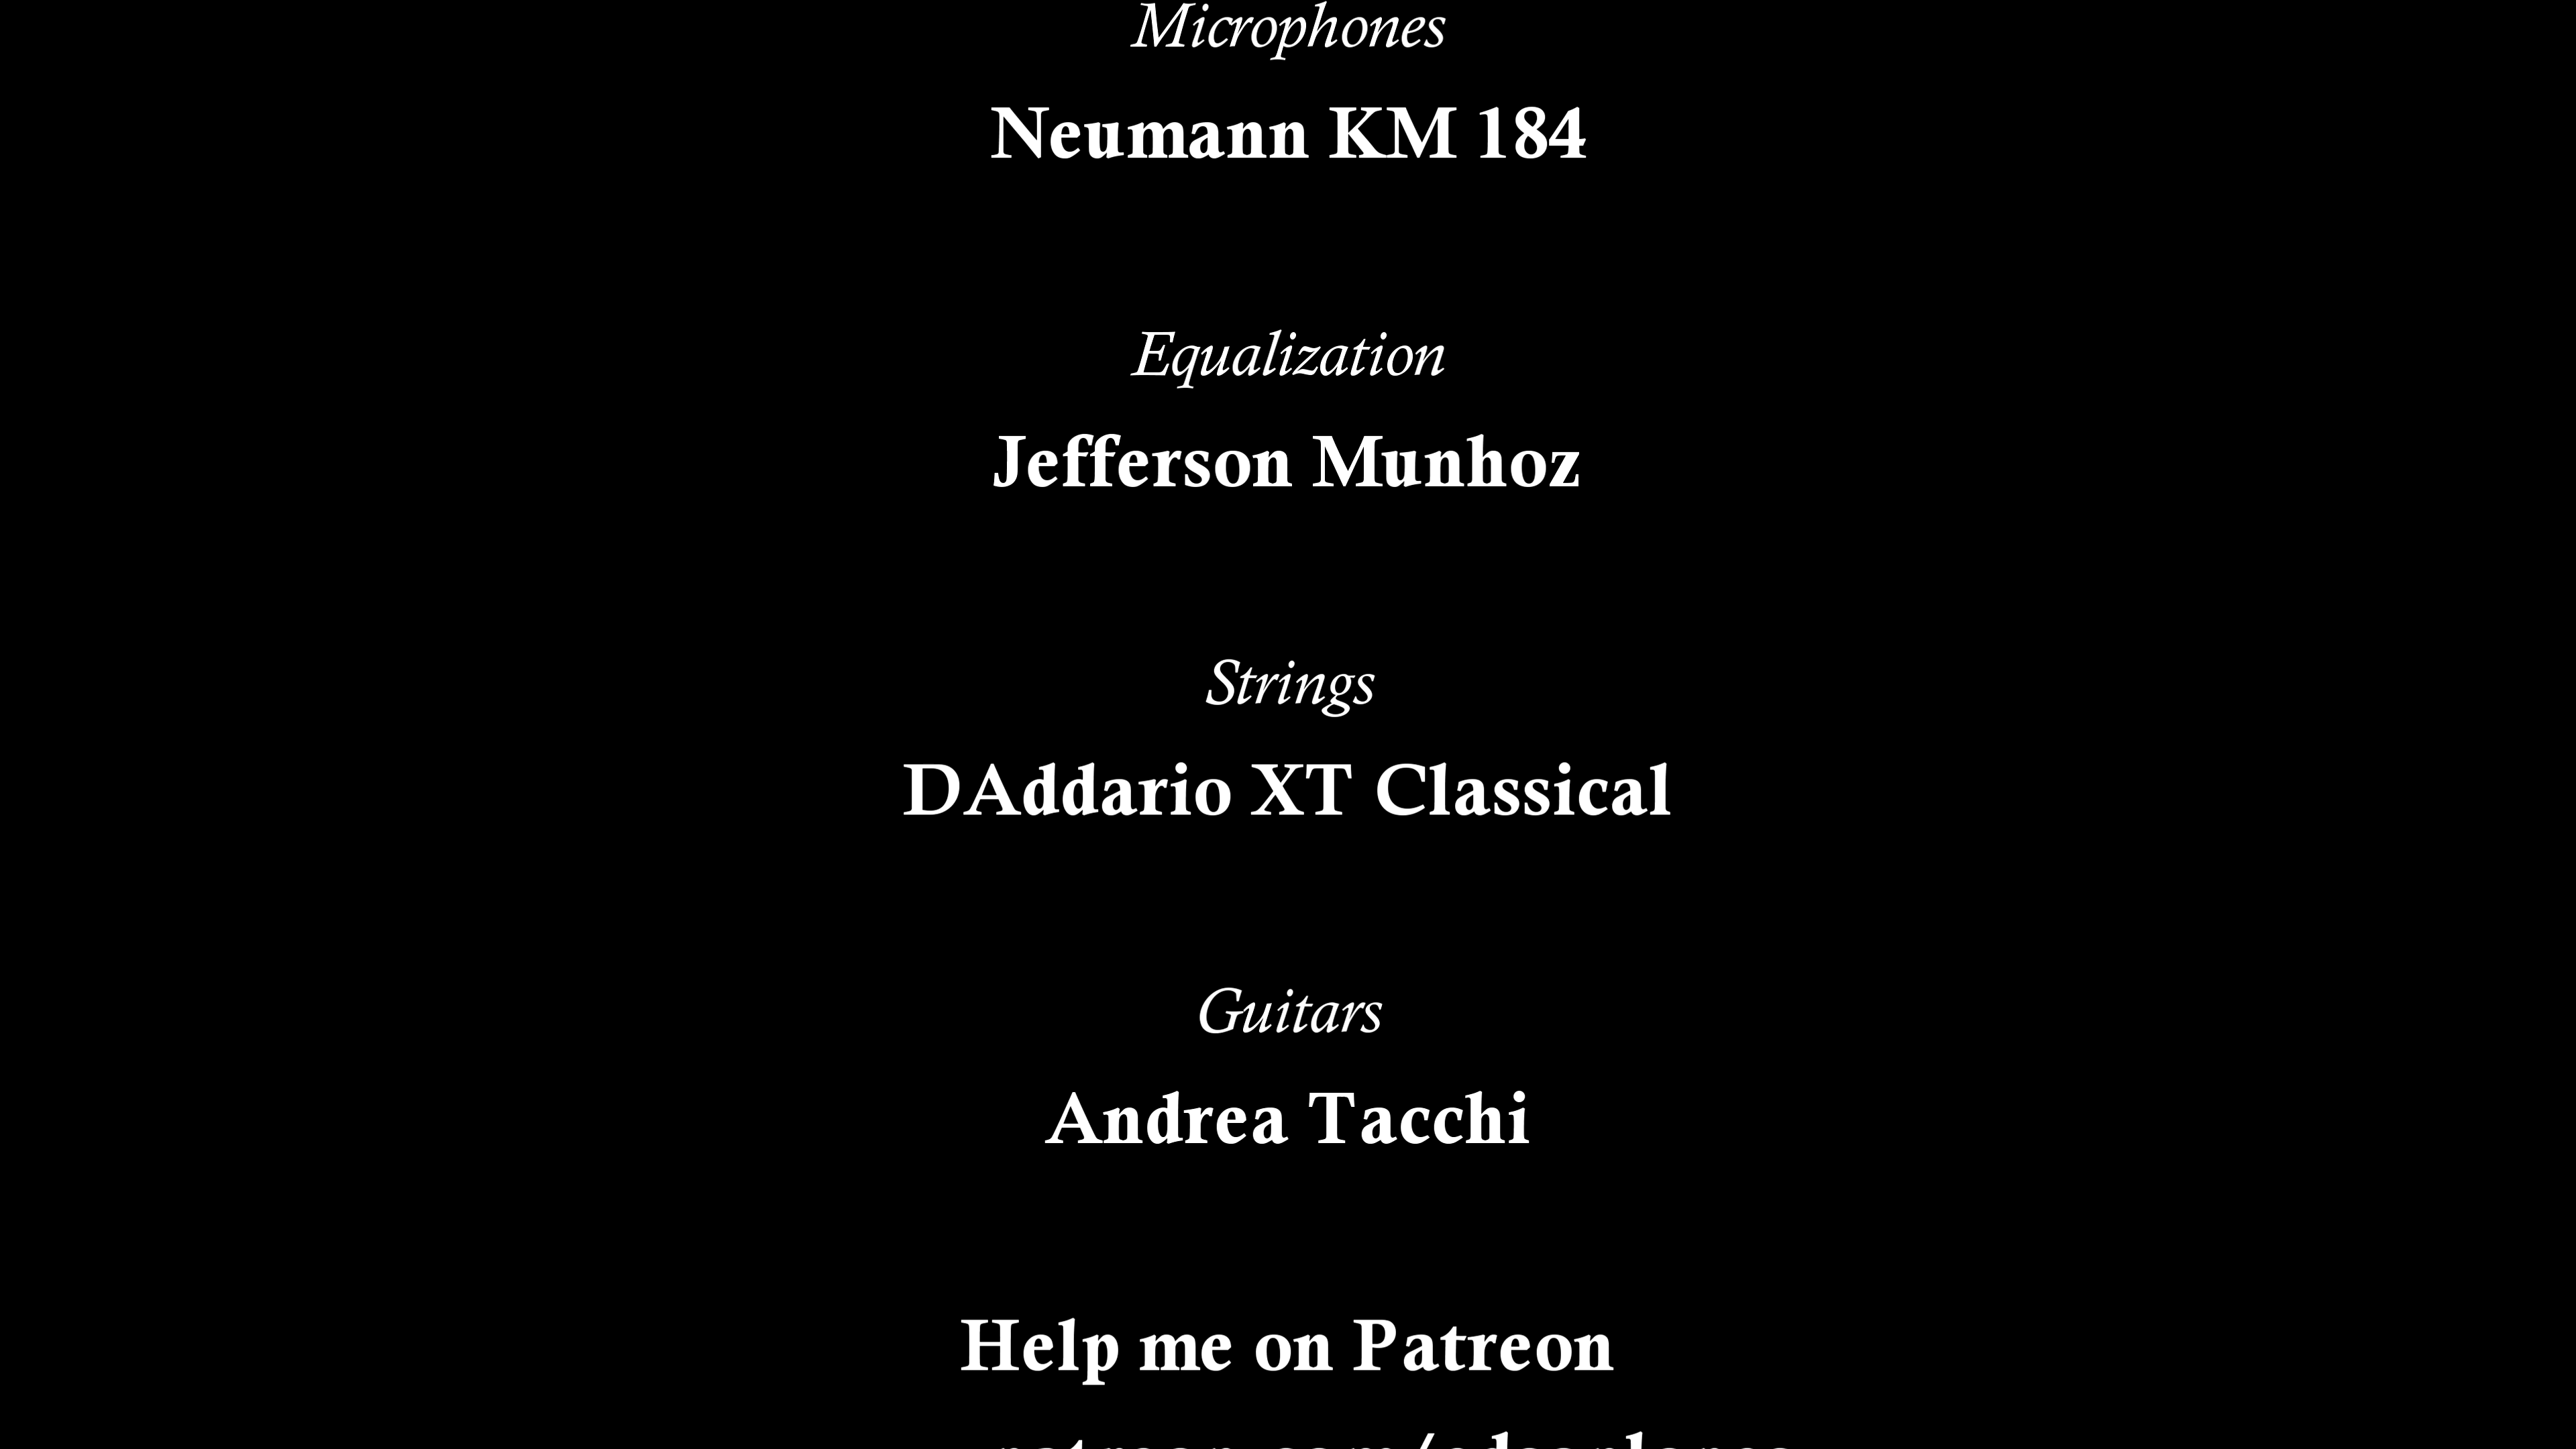 Microphones
Neumann KM 184
Equalization
Jefferson Munhoz
Strings
DAddario XT Classical
Guitars
Andrea Tacchi
Help me on Patreon